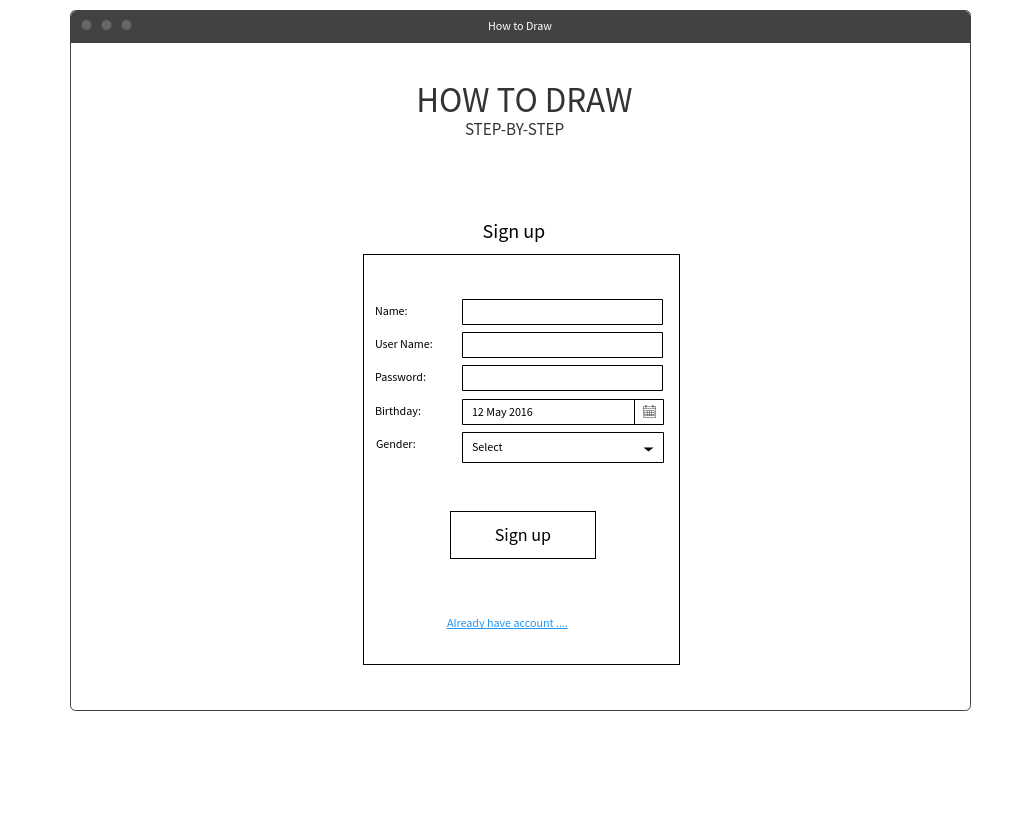 How to Draw
HOW TO DRAW
STEP-BY-STEP
Sign up
Name:
User Name:
Password:
Birthday: 12 May 2016
Gender: Select
Sign up
Already have account ....